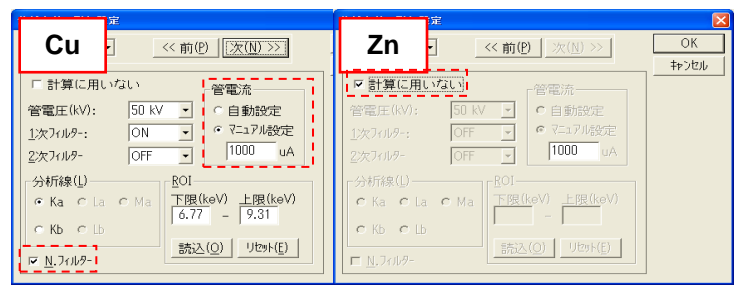 Cu
定
<< 前(P)
次(N) >>
計算に用いない
管電圧(kV):
50 kV
1次フィルター:
ON
2次フィルター
OFF
管電流
自動設定
マニュアル設定
1000 uA
分析線(L)
Ka La Ma
Kb Lb
ROI
下限(keV) 上限(keV)
6.77 – 9.31
読込(O) リセット(E)
N.フィルター
Zn
定
<< 前(P)
次(N) >>
OK
キャンセル
計算に用いない
管電圧(kV):
50 kV
1次フィルター:
OFF
2次フィルター
OFF
管電流
自動設定
マニュアル設定
1000 uA
分析線(L)
Ka La Ma
Kb Lb
ROI
下限(keV) 上限(keV)
–
読込(O) リセット(E)
N.フィルター